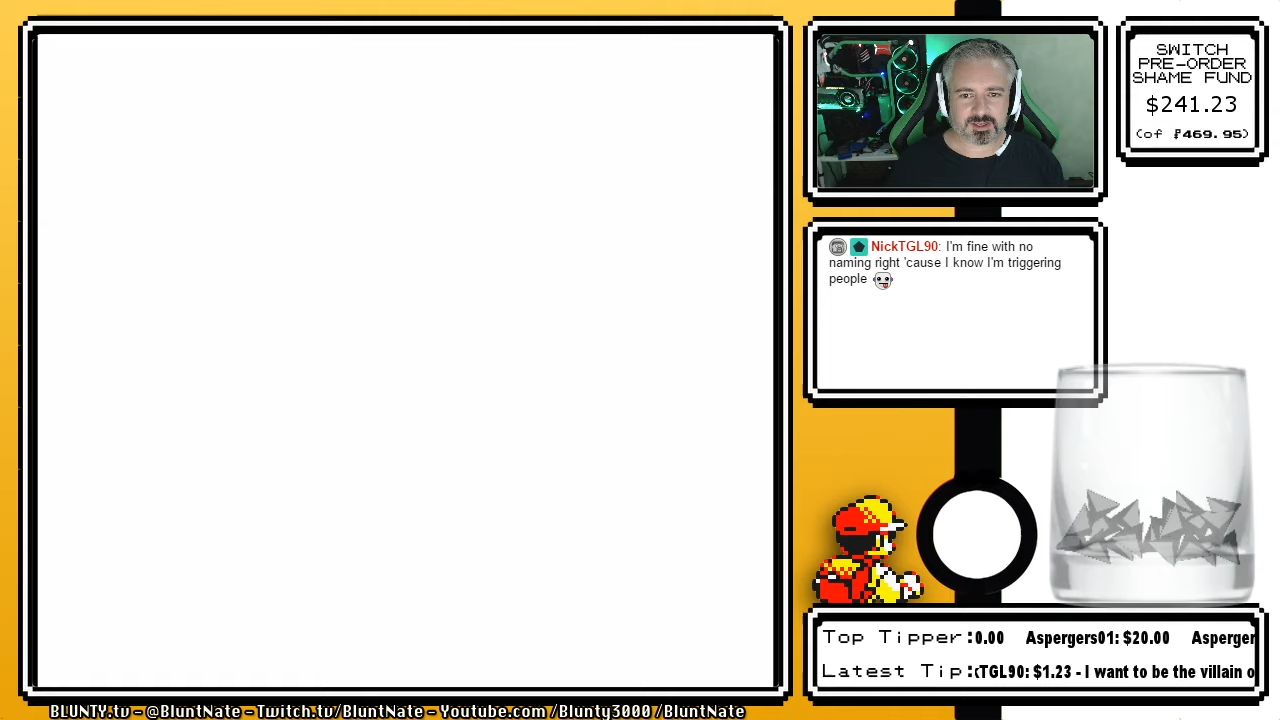 SWITCH
PRE-ORDER
SHAME FUND
$241.23
(of $469.95)
NickTGL90: I'm fine with no
naming right 'cause I know I'm triggering
people
Top Tipper: 0.00 Aspergers01: $20.00 Asperger
Latest Tip: TGL90: $1.23 - I want to be the villain o
BLUNTY.tv - @BluntNate - Twitch.tv/BluntNate - Youtube.com /Blunty3000 /BluntNate